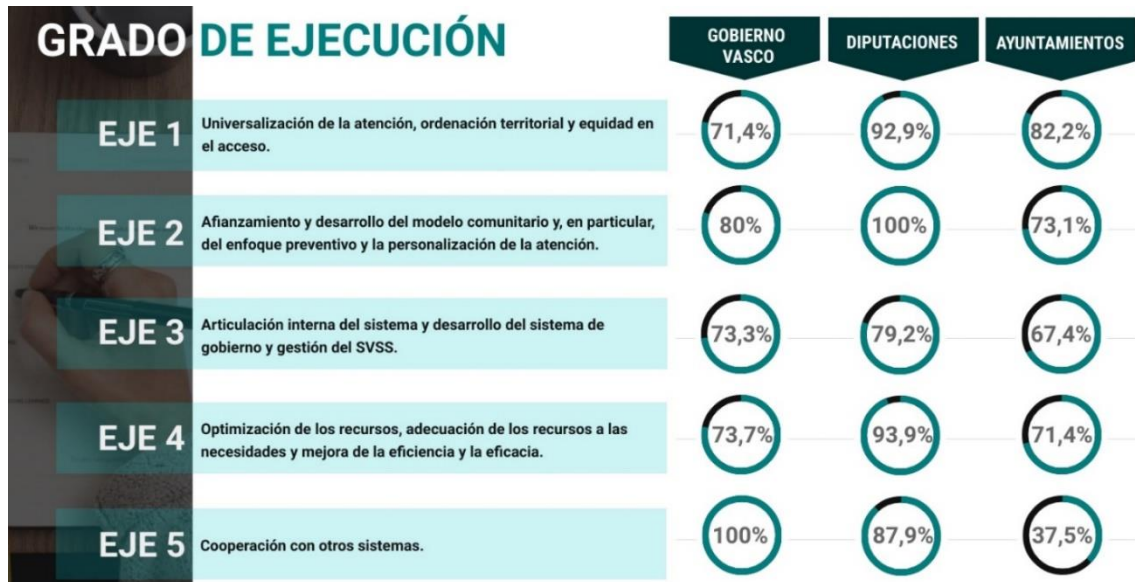 GRADO DE EJECUCIÓN
GOBIERNO
VASCO
DIPUTACIONES
AYUNTAMIENTOS
EJE 1
Universalización de la atención, ordenación territorial y equidad en
el acceso.
71,4%
92,9%
82,2%
EJE 2
Afianzamiento y desarrollo del modelo comunitario y, en particular,
del enfoque preventivo y la personalización de la atención.
80%
100%
73,1%
EJE 3
Articulación interna del sistema y desarrollo del sistema de
gobierno y gestión del SVSS.
73,3%
79,2%
67,4%
EJE 4
Optimización de los recursos, adecuación de los recursos a las
necesidades y mejora de la eficiencia y la eficacia.
73,7%
93,9%
71,4%
EJE 5
Cooperación con otros sistemas.
100%
87,9%
37,5%